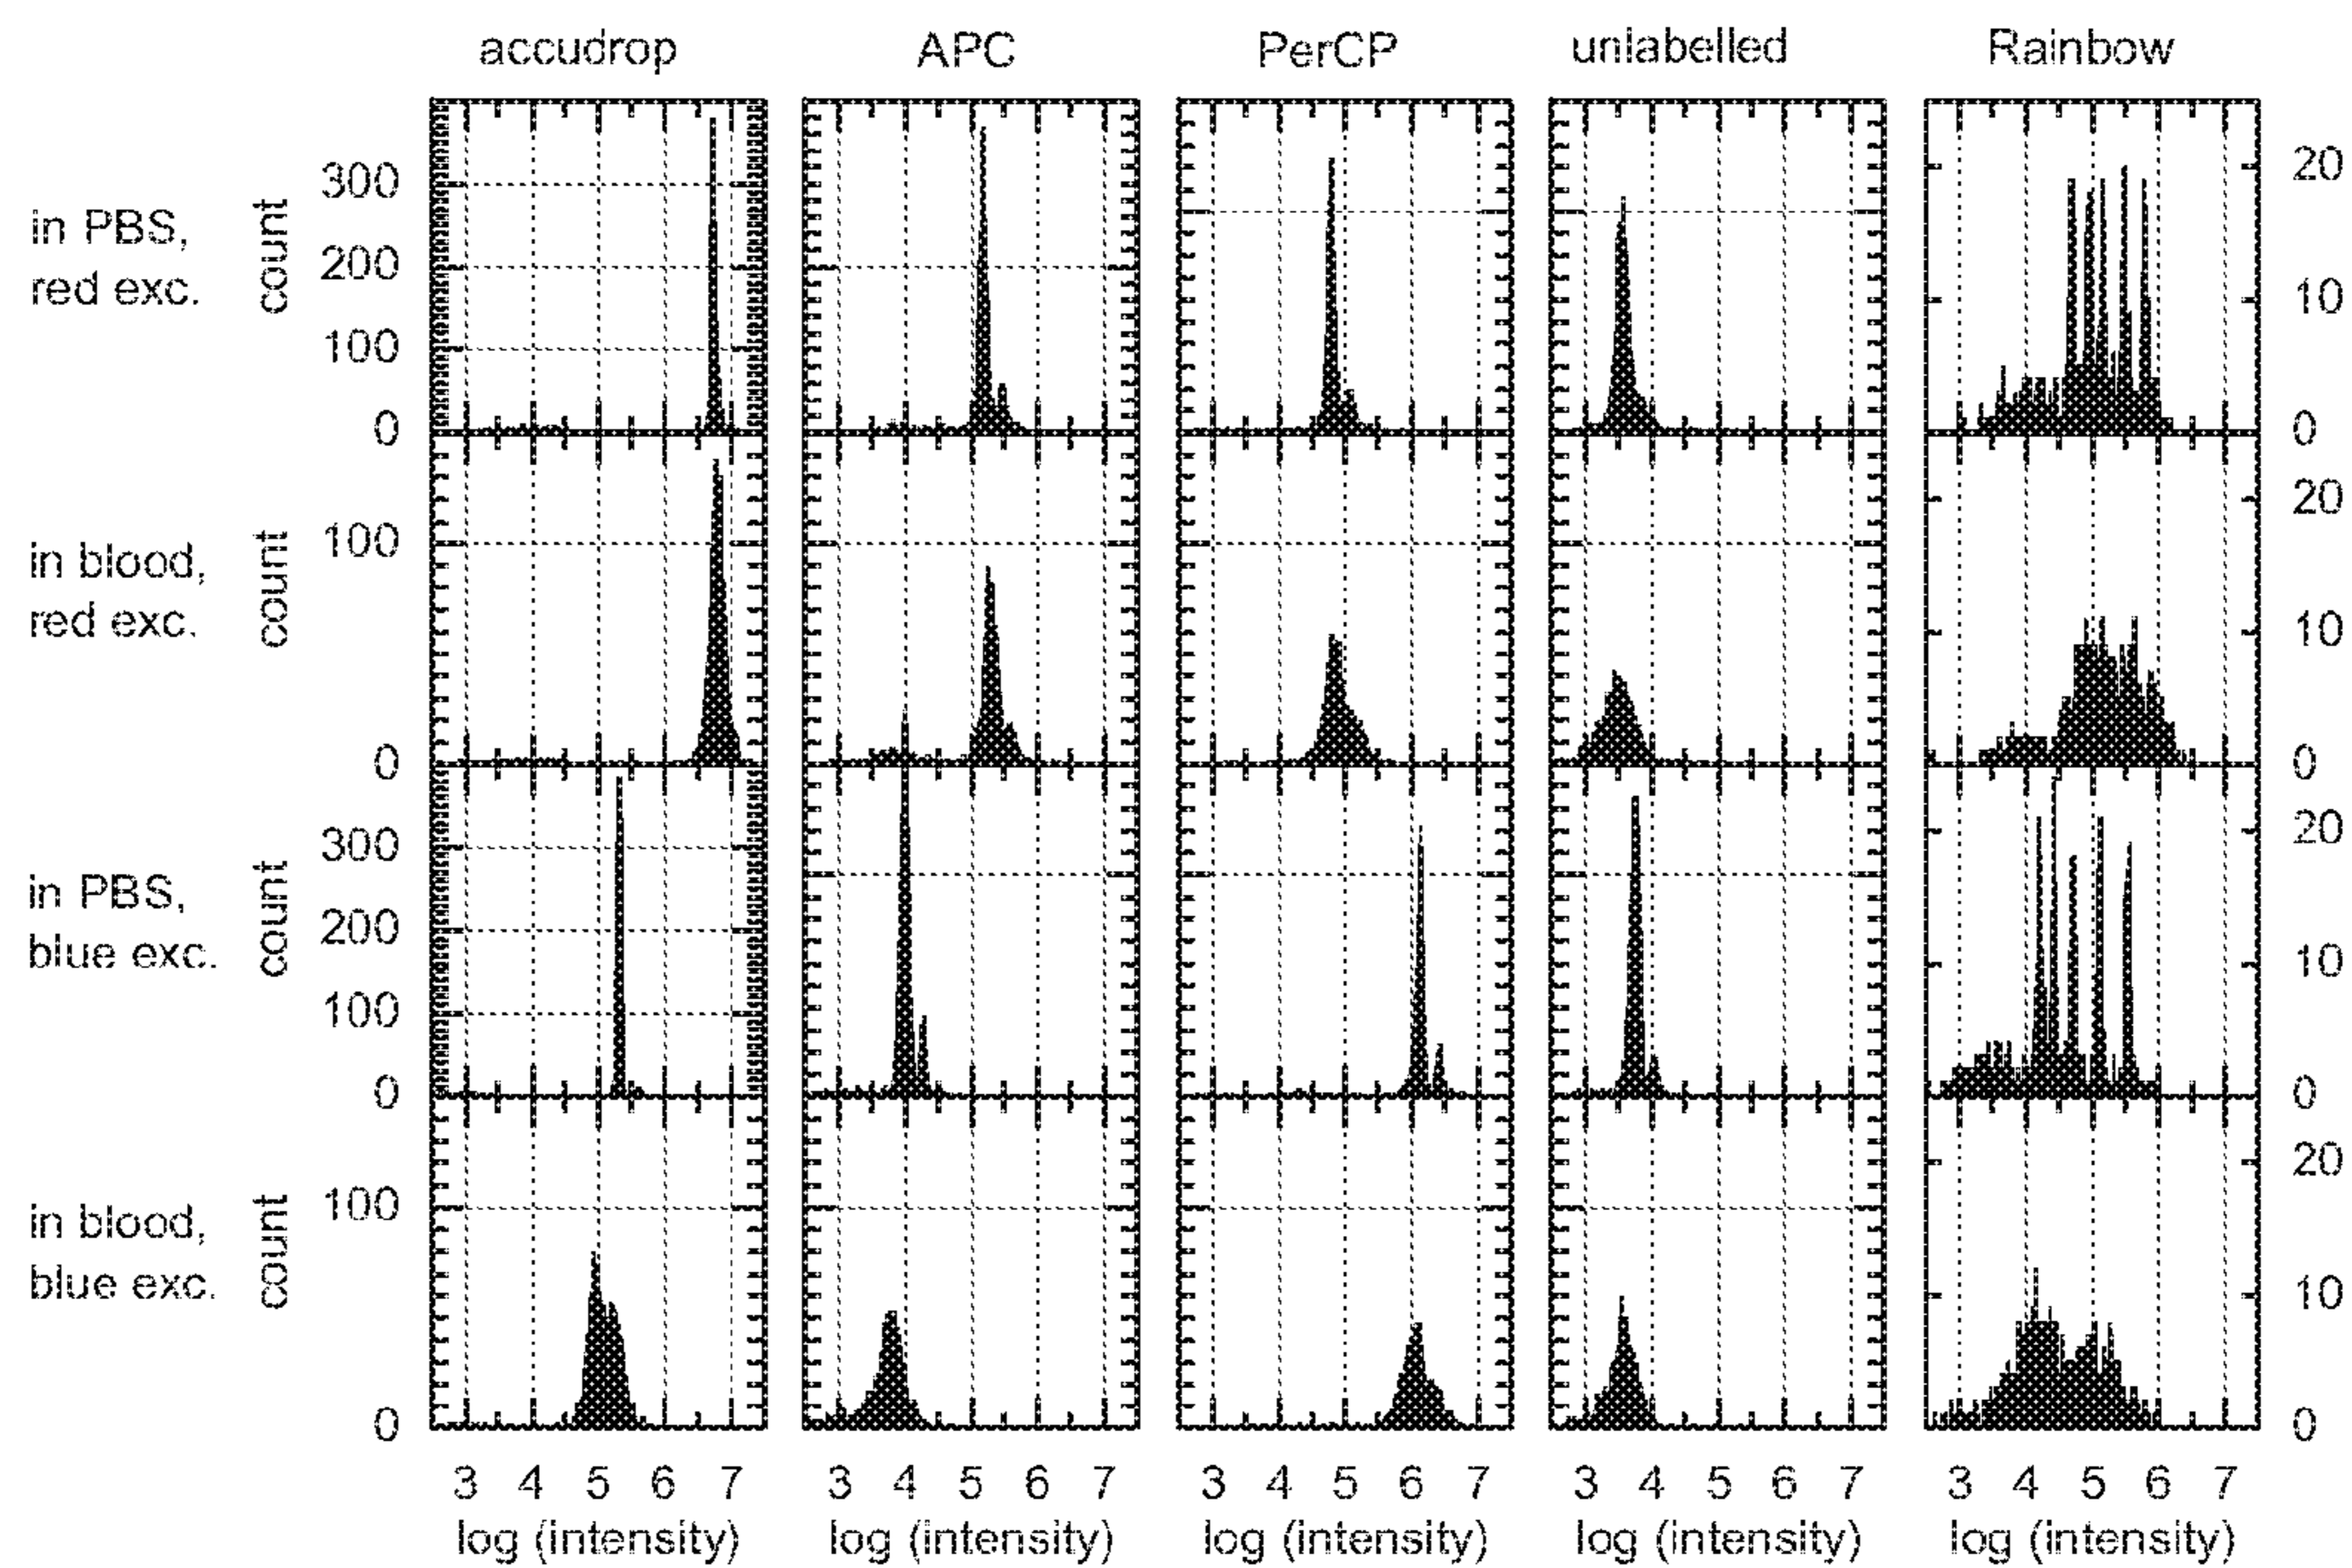 accudrop APC PerCP unlabelled Rainbow
in PBS,
red exc.
count
300
200
100
0
20
10
0
in blood,
red exc.
count
100
0
20
10
0
in PBS,
blue exc.
count
300
200
100
0
20
10
0
in blood,
blue exc.
count
100
0
20
10
0
3 4 5 6 7 3 4 5 6 7 3 4 5 6 7 3 4 5 6 7 3 4 5 6 7
log (intensity) log (intensity) log (intensity) log (intensity) log (intensity)